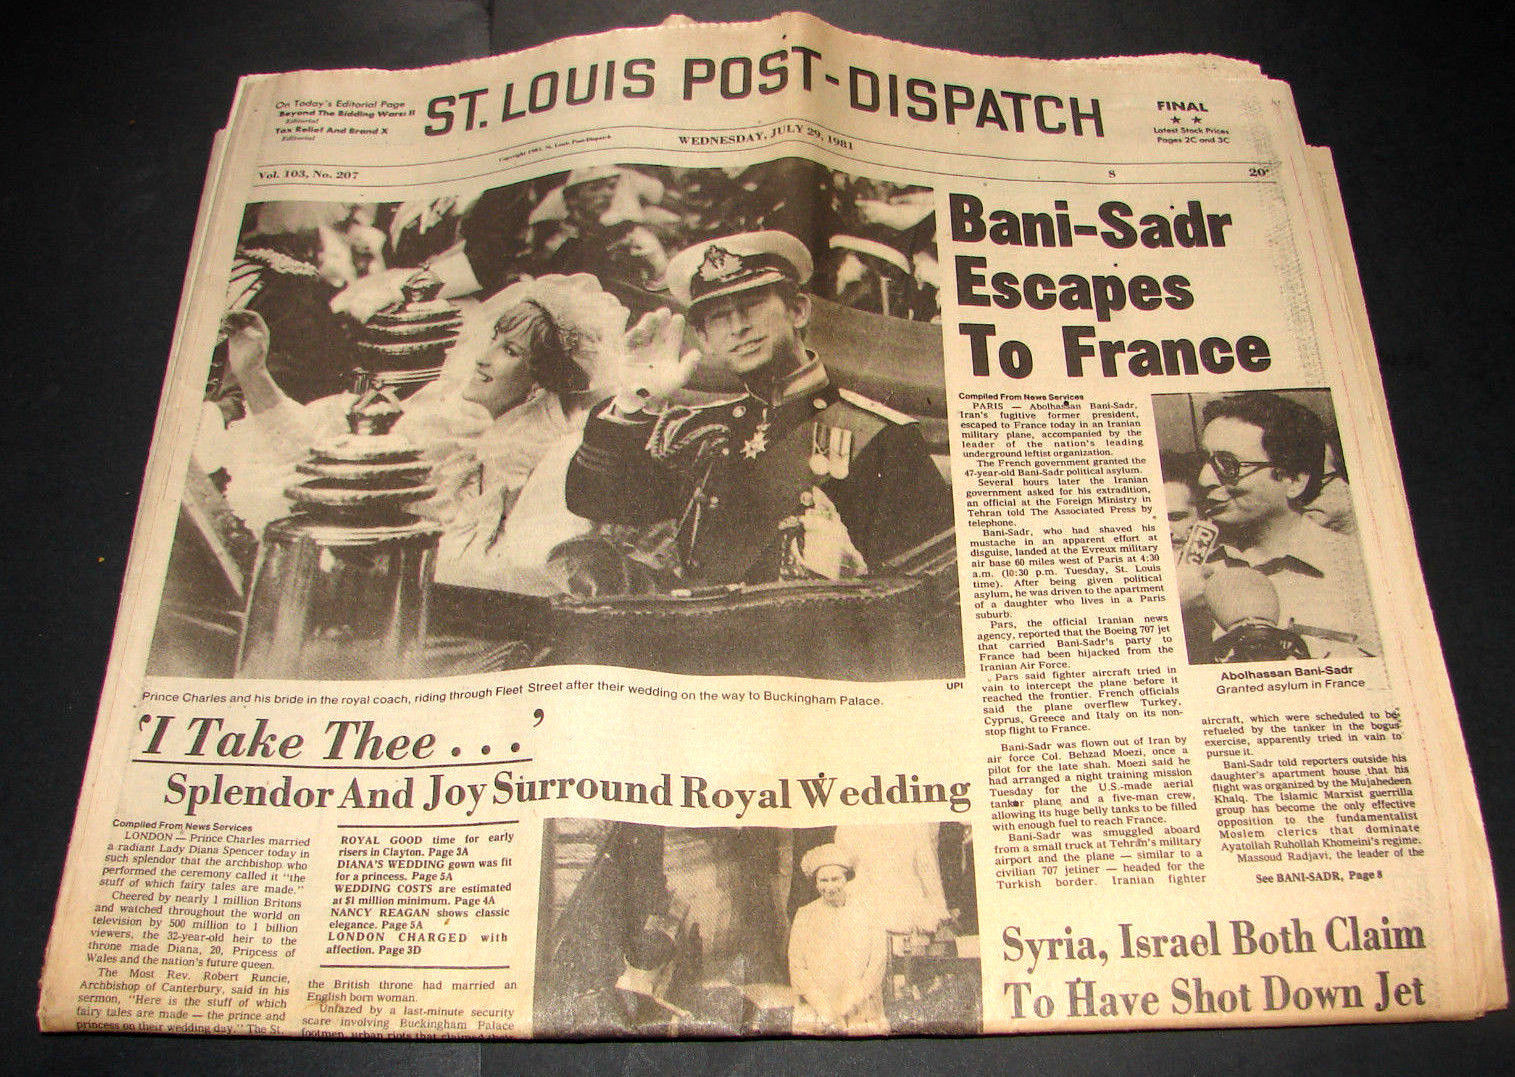 On Today's Editorial Page
Beyond The Bidding Wars: II
Editorial
Tax Relief And Brand X
Editorial
ST. LOUIS POST-DISPATCH
FINAL
★ ★
Latest Stock Prices
Pages 2C and 3C
Copyright 1981, St. Louis Post-Dispatch
WEDNESDAY, JULY 29, 1981
Vol. 103, No. 207
S
20¢
UPI
Prince Charles and his bride in the royal coach, riding through Fleet Street after their wedding on the way to Buckingham Palace.
'I Take Thee . . .'
Splendor And Joy Surround Royal Wedding
Compiled From News Services
LONDON — Prince Charles married
a radiant Lady Diana Spencer today in
such splendor that the archbishop who
performed the ceremony called it "the
stuff of which fairy tales are made."
Cheered by nearly 1 million Britons
and watched throughout the world on
television by 500 million to 1 billion
viewers, the 32-year-old heir to the
throne made Diana, 20, Princess of
Wales and the nation's future queen.
The Most Rev. Robert Runcie,
Archbishop of Canterbury, said in his
sermon, "Here is the stuff of which
fairy tales are made — the prince and
princess on their wedding day." The St.
ROYAL GOOD time for early
risers in Clayton. Page 3A
DIANA'S WEDDING gown was fit
for a princess. Page 5A
WEDDING COSTS are estimated
at $1 million minimum. Page 4A
NANCY REAGAN shows classic
elegance. Page 5A
LONDON CHARGED with
affection. Page 3D
the British throne had married an
English born woman.
Unfazed by a last-minute security
scare involving Buckingham Palace
footmen, urban riots that claimed
Bani-Sadr
Escapes
To France
Compiled From News Services
PARIS — Abolhassan Bani-Sadr,
Iran's fugitive former president,
escaped to France today in an Iranian
military plane, accompanied by the
leader of the nation's leading
underground leftist organization.
The French government granted the
47-year-old Bani-Sadr political asylum.
Several hours later the Iranian
government asked for his extradition,
an official at the Foreign Ministry in
Tehran told The Associated Press by
telephone.
Bani-Sadr, who had shaved his
mustache in an apparent effort at
disguise, landed at the Evreux military
air base 60 miles west of Paris at 4:30
a.m. (10:30 p.m. Tuesday, St. Louis
time). After being given political
asylum, he was driven to the apartment
of a daughter who lives in a Paris
suburb.
Pars, the official Iranian news
agency, reported that the Boeing 707 jet
that carried Bani-Sadr's party to
France had been hijacked from the
Iranian Air Force.
Pars said fighter aircraft tried in
vain to intercept the plane before it
reached the frontier. French officials
said the plane overflew Turkey,
Cyprus, Greece and Italy on its non-
stop flight to France.
Bani-Sadr was flown out of Iran by
air force Col. Behzad Moezi, once a
pilot for the late shah. Moezi said he
had arranged a night training mission
Tuesday for the U.S.-made aerial
tanker plane and a five-man crew,
allowing its huge belly tanks to be filled
with enough fuel to reach France.
Bani-Sadr was smuggled aboard
from a small truck at Tehran's military
airport and the plane — similar to a
civilian 707 jetliner — headed for the
Turkish border. Iranian fighter
Abolhassan Bani-Sadr
Granted asylum in France
aircraft, which were scheduled to be
refueled by the tanker in the bogus
exercise, apparently tried in vain to
pursue it.
Bani-Sadr told reporters outside his
daughter's apartment house that his
flight was organized by the Mujahedeen
Khalq. The Islamic Marxist guerrilla
group has become the only effective
opposition to the fundamentalist
Moslem clerics that dominate
Ayatollah Ruhollah Khomeini's regime.
Massoud Radjavi, the leader of the
See BANI-SADR, Page 8
Syria, Israel Both Claim
To Have Shot Down Jet